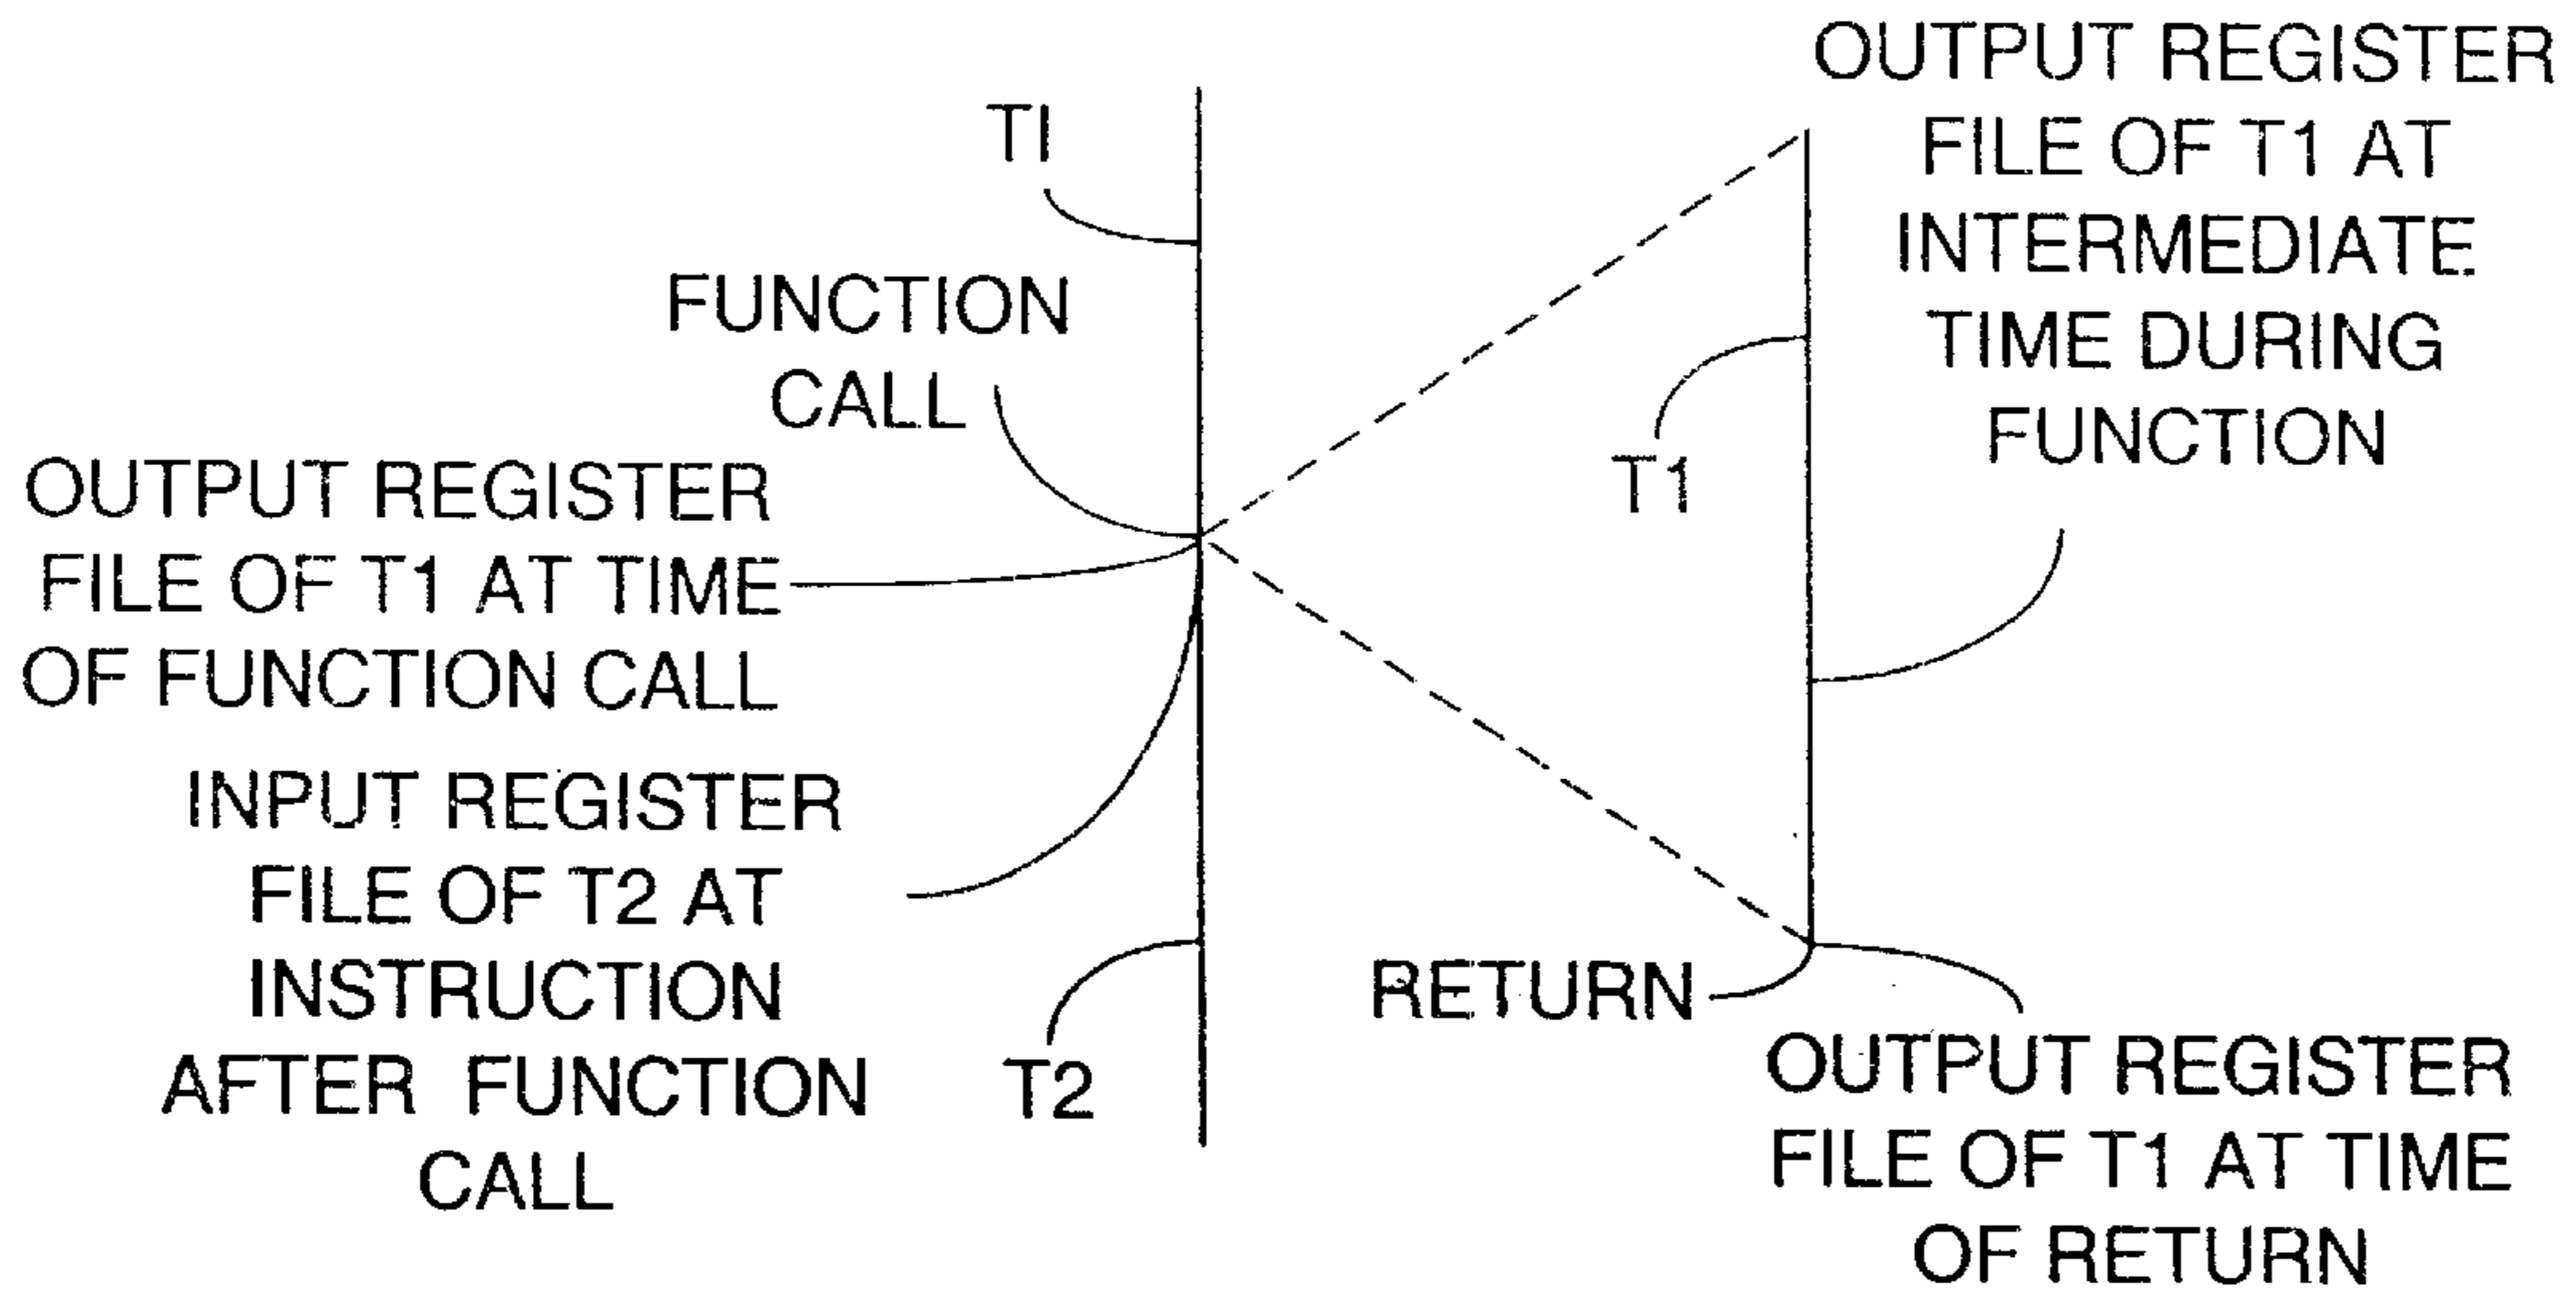 TI
FUNCTION
CALL
OUTPUT REGISTER
FILE OF T1 AT TIME
OF FUNCTION CALL
INPUT REGISTER
FILE OF T2 AT
INSTRUCTION
AFTER FUNCTION
CALL
T2
OUTPUT REGISTER
FILE OF T1 AT
INTERMEDIATE
TIME DURING
FUNCTION
T1
RETURN
OUTPUT REGISTER
FILE OF T1 AT TIME
OF RETURN